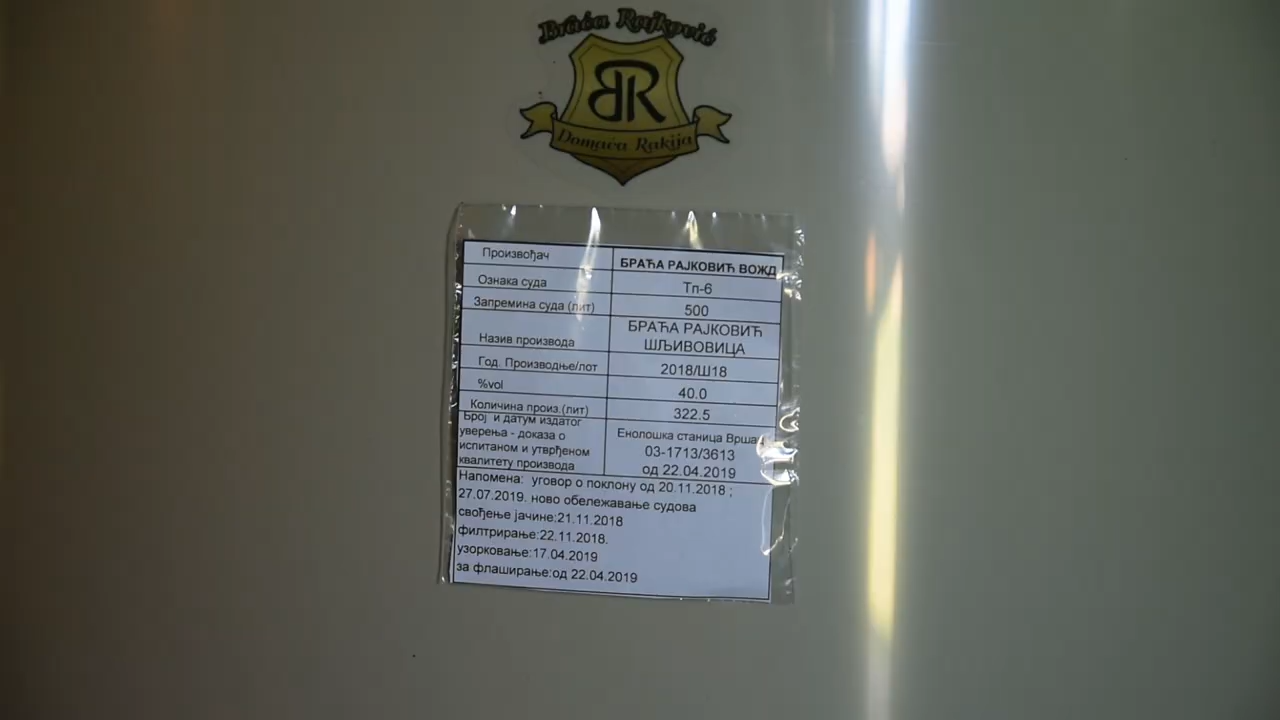 Braća Rajković
BR
Domaća Rakija
Произвођач БРАЋА РАЈКОВИЋ ВОЖД
Ознака суда Тп-6
Запремина суда (лит) 500
Назив производа БРАЋА РАЈКОВИЋ
ШЉИВОВИЦА
Год. Производње/лот 2018/Ш18
%vol 40.0
Количина произ.(лит) 322.5
Број и датум издатог
уверења - доказа о
испитаном и утврђеном
квалитету производа
Енолошка станица
03-1713/3613
од 22.04.2019
Напомена: уговор о поклону од 20.11.2018 ;
27.07.2019. ново обележавање судова
свођење јачине:21.11.2018
филтрирање:22.11.2018.
узорковање:17.04.2019
за флаширање:од 22.04.2019